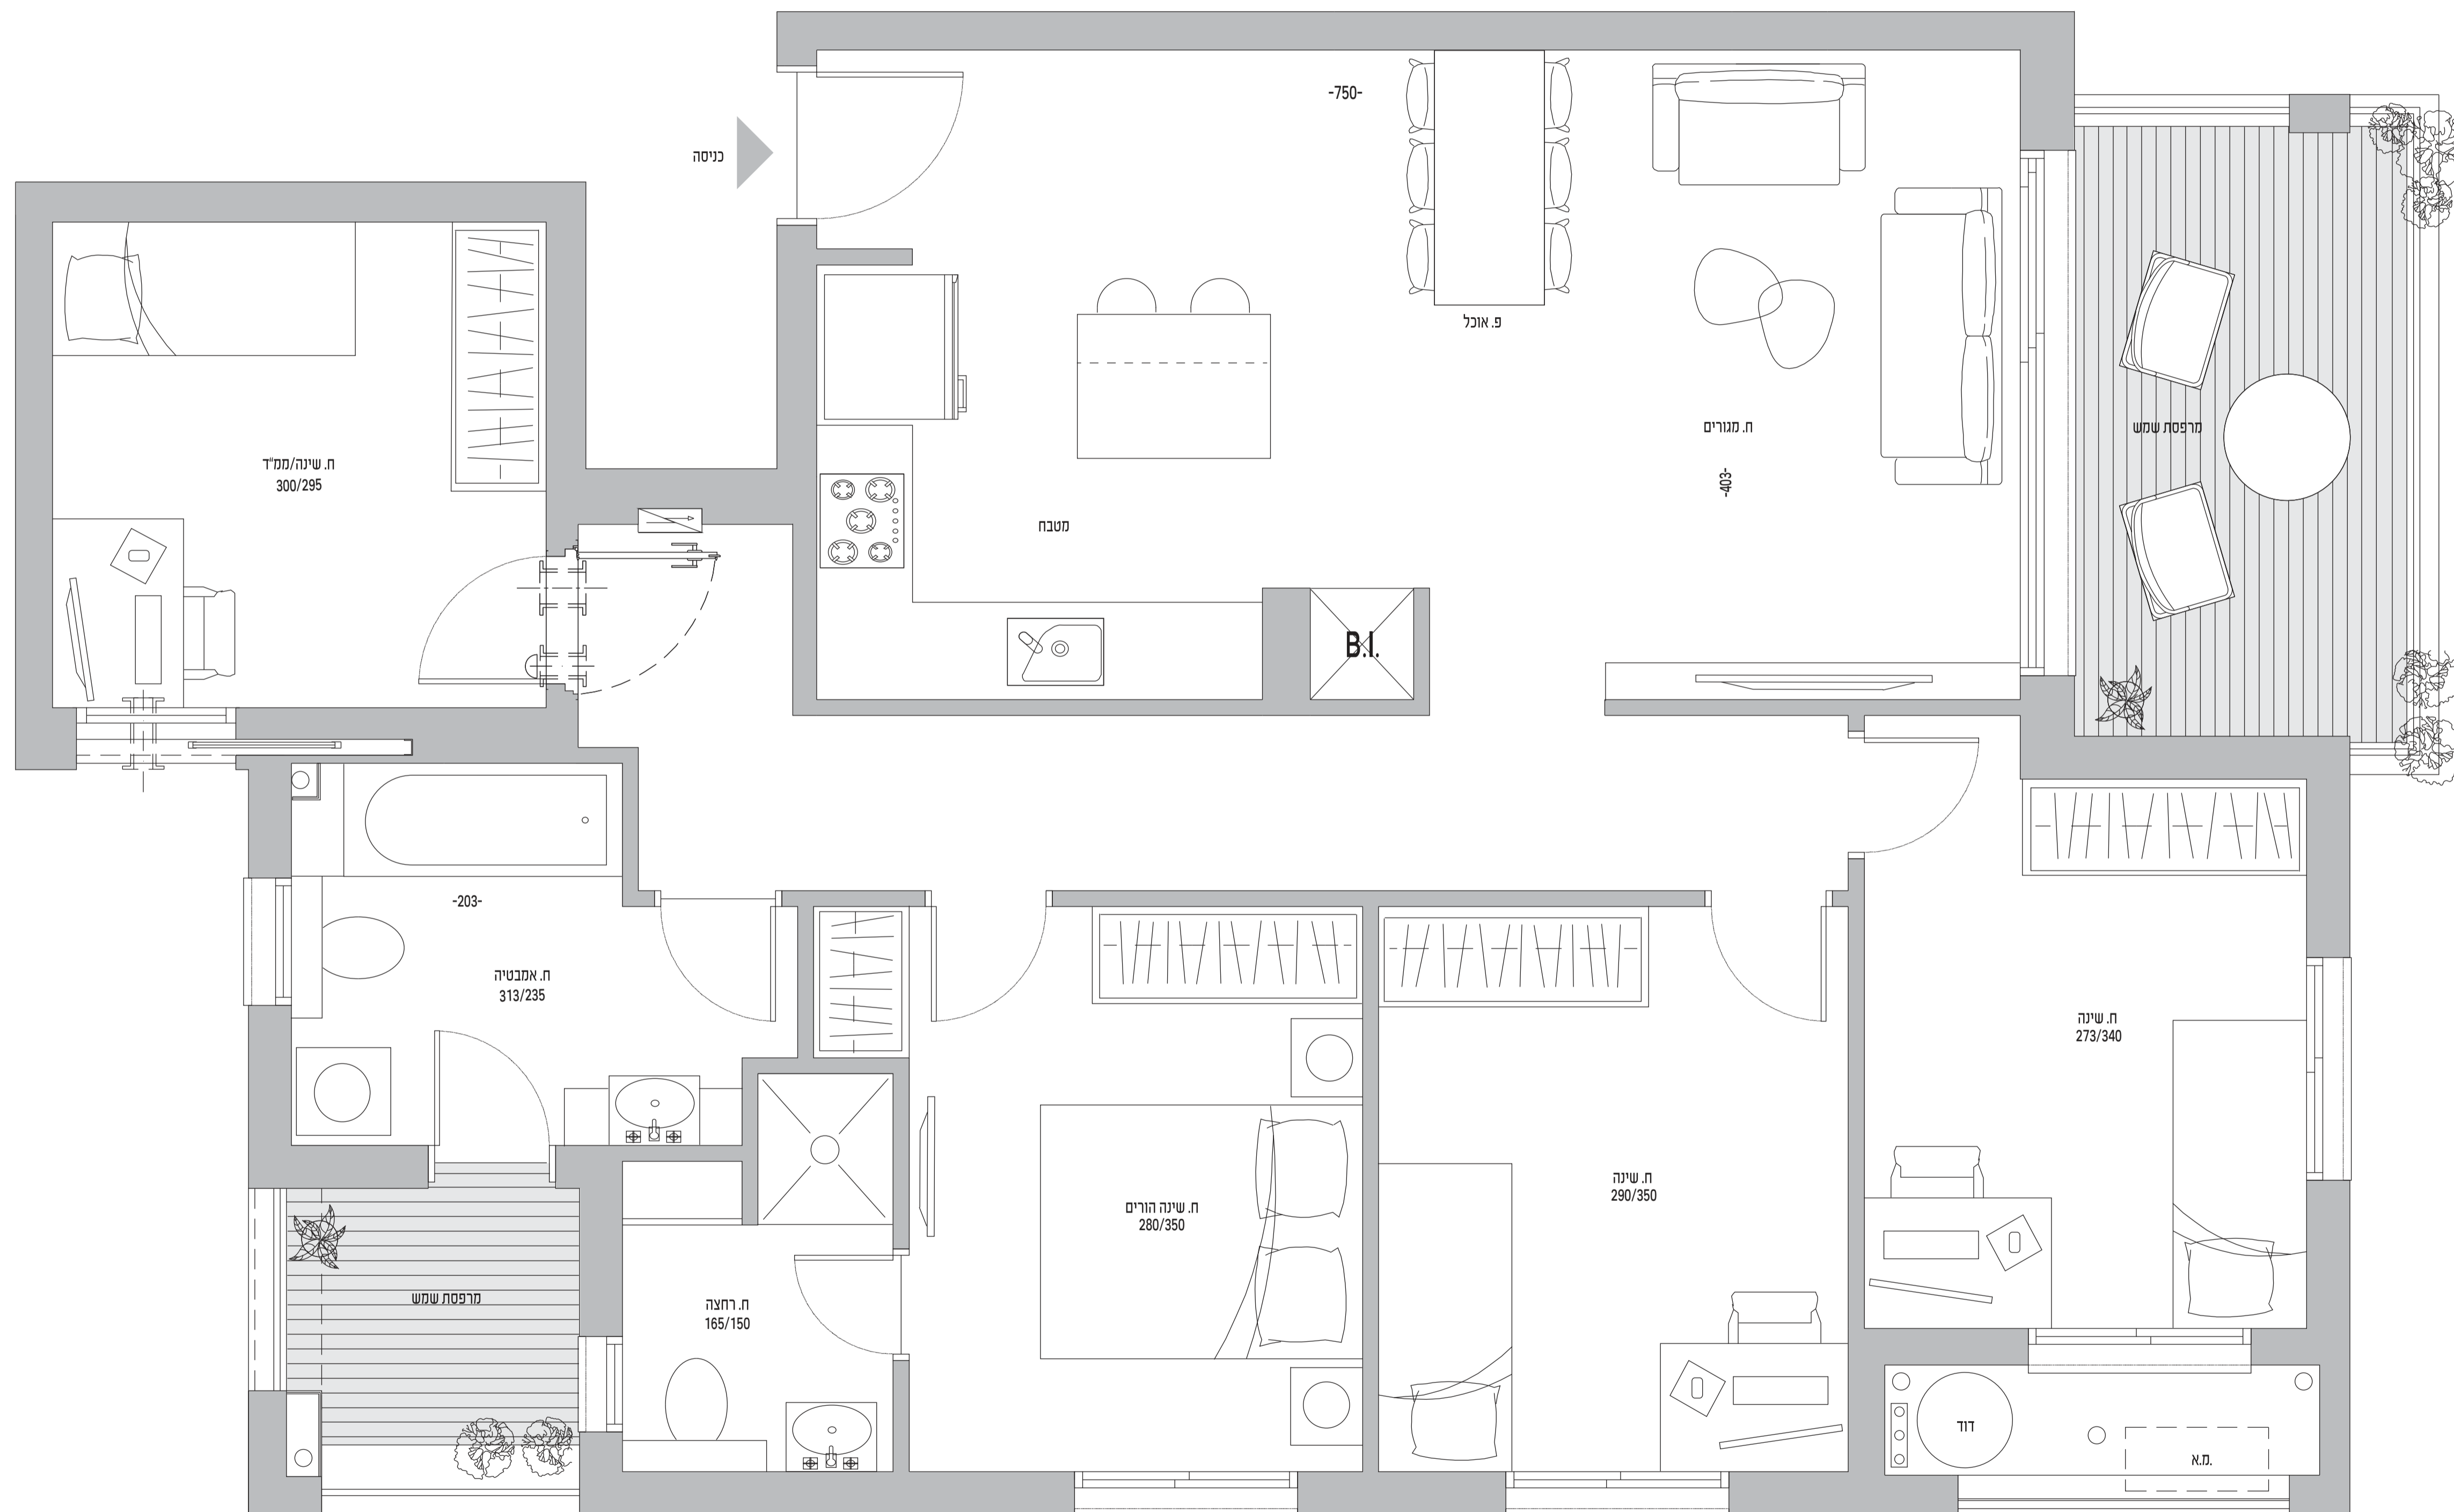 -750-
כניסה
פ. אוכל
ח. מגורים
-403-
מרפסת שמש
ח. שינה/ממ"ד
300/295
מטבח
B.I.
-203-
ח. אמבטיה
313/235
ח. שינה
273/340
ח. שינה
290/350
ח. שינה הורים
280/350
מרפסת שמש
ח. רחצה
165/150
דוד
מ.א.